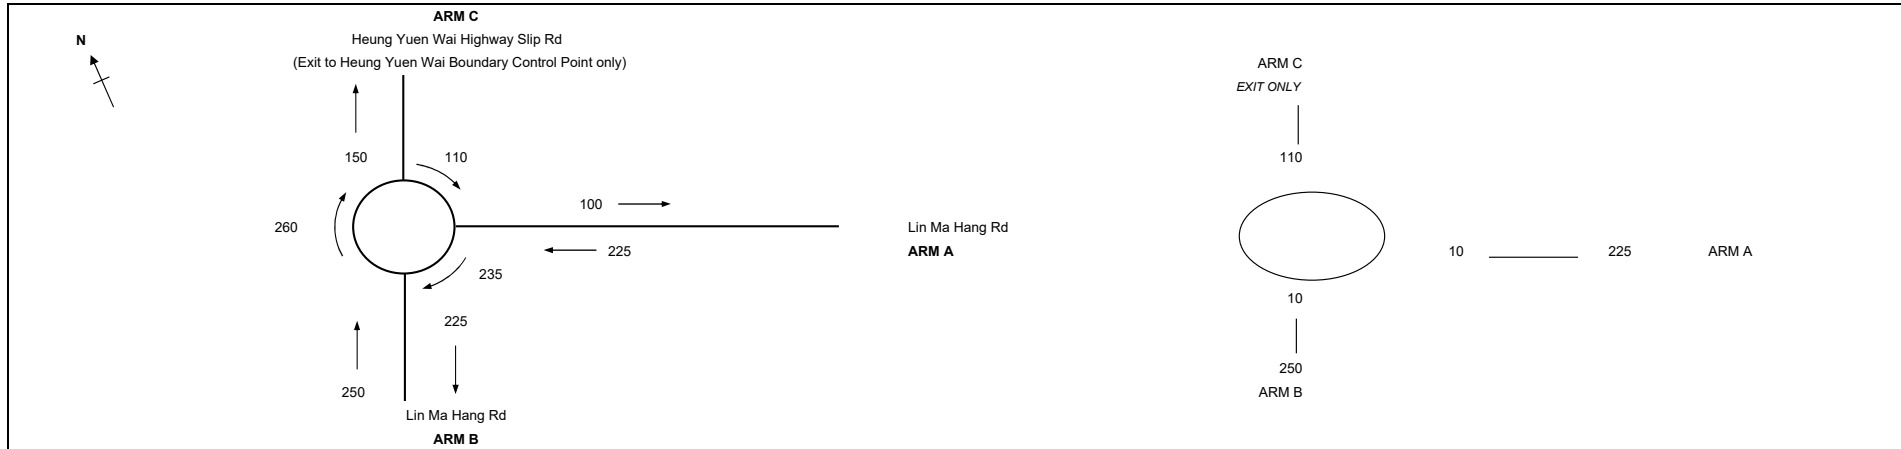 ARM C
N
Heung Yuen Wai Highway Slip Rd
(Exit to Heung Yuen Wai Boundary Control Point only)
150
110
260
100
225
235
Lin Ma Hang Rd
ARM A
225
250
Lin Ma Hang Rd
ARM B
ARM C
EXIT ONLY
110
10
225
ARM A
10
250
ARM B